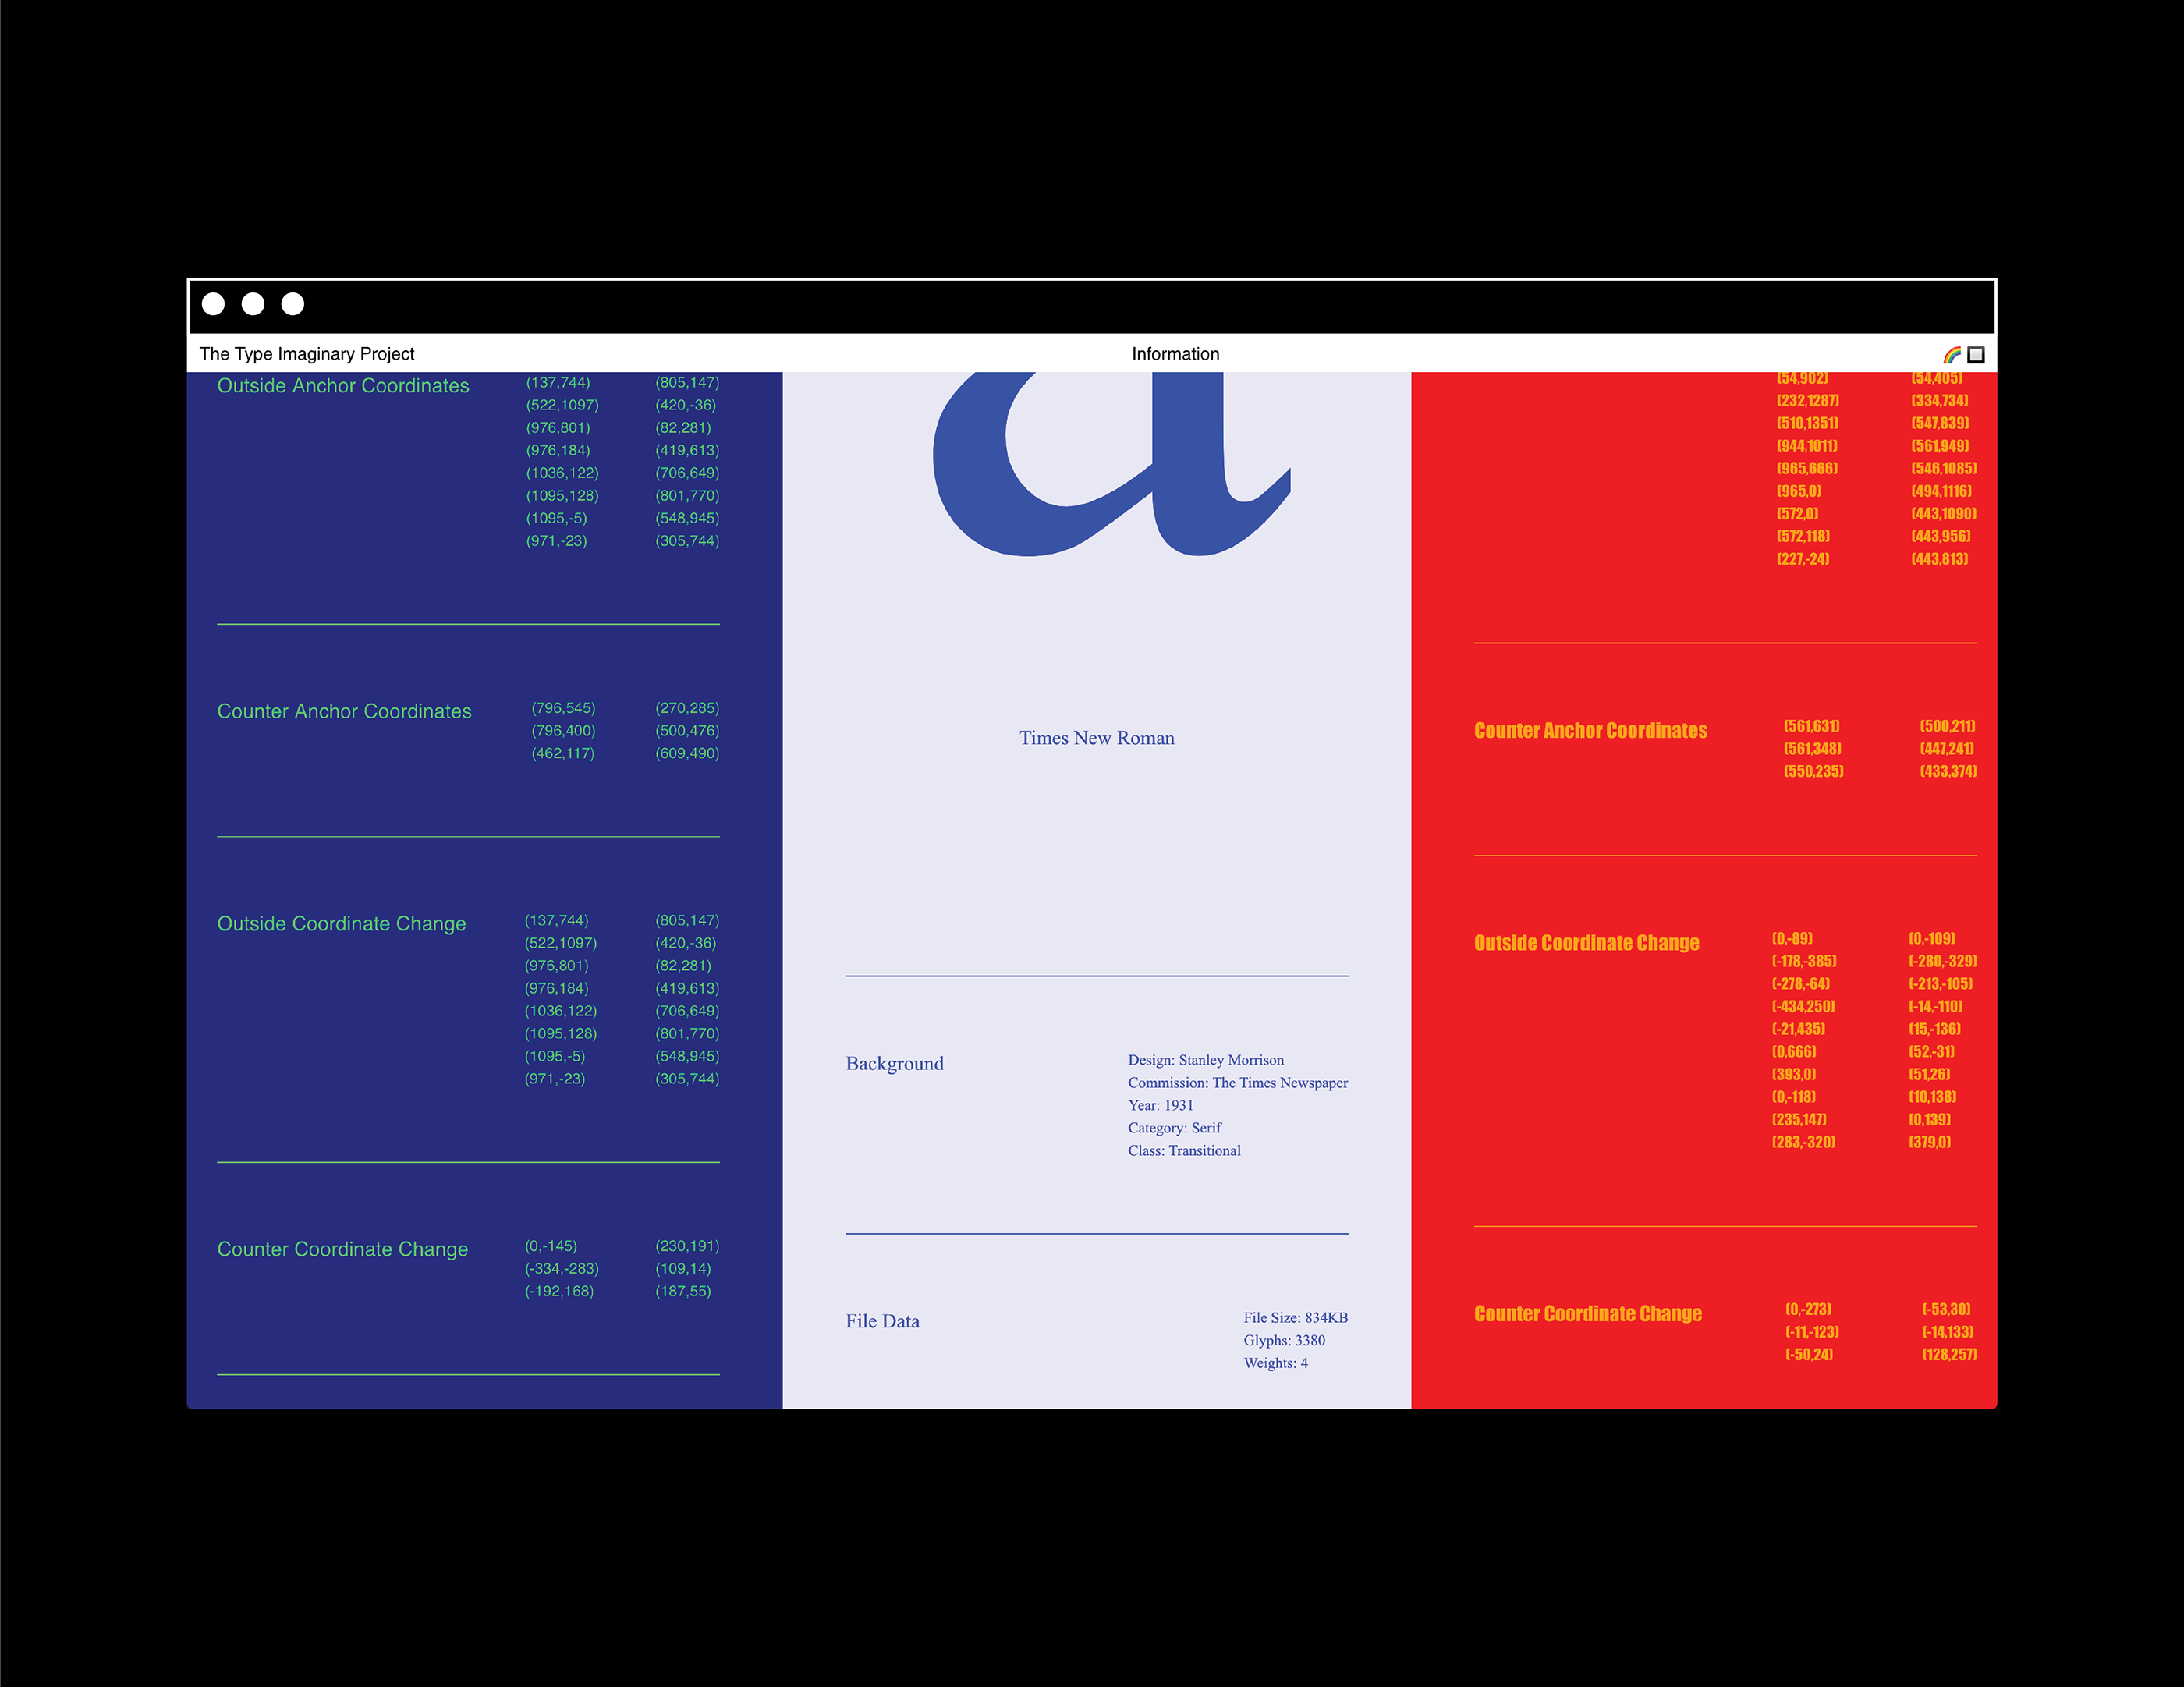 The Type Imaginary Project
Information
Outside Anchor Coordinates
(137,744) (805,147)
(522,1097) (420,-36)
(976,801) (82,281)
(976,184) (419,613)
(1036,122) (706,649)
(1095,128) (801,770)
(1095,-5) (548,945)
(971,-23) (305,744)
Counter Anchor Coordinates
(796,545) (270,285)
(796,400) (500,476)
(462,117) (609,490)
Outside Coordinate Change
(137,744) (805,147)
(522,1097) (420,-36)
(976,801) (82,281)
(976,184) (419,613)
(1036,122) (706,649)
(1095,128) (801,770)
(1095,-5) (548,945)
(971,-23) (305,744)
Counter Coordinate Change
(0,-145) (230,191)
(-334,-283) (109,14)
(-192,168) (187,55)
a
Times New Roman
Background
Design: Stanley Morrison
Commission: The Times Newspaper
Year: 1931
Category: Serif
Class: Transitional
File Data
File Size: 834KB
Glyphs: 3380
Weights: 4
(54,902) (54,405)
(232,1287) (334,734)
(510,1351) (547,839)
(944,1011) (561,949)
(965,666) (546,1085)
(965,0) (494,1116)
(572,0) (443,1090)
(572,118) (443,956)
(227,-24) (443,813)
Counter Anchor Coordinates
(561,631) (500,211)
(561,348) (447,241)
(550,235) (433,374)
Outside Coordinate Change
(0,-89) (0,-109)
(-178,-385) (-280,-329)
(-278,-64) (-213,-105)
(-434,250) (-14,-110)
(-21,435) (15,-136)
(0,666) (52,-31)
(393,0) (51,26)
(0,-118) (10,138)
(235,147) (0,139)
(283,-320) (379,0)
Counter Coordinate Change
(0,-273) (-53,30)
(-11,-123) (-14,133)
(-50,24) (128,257)